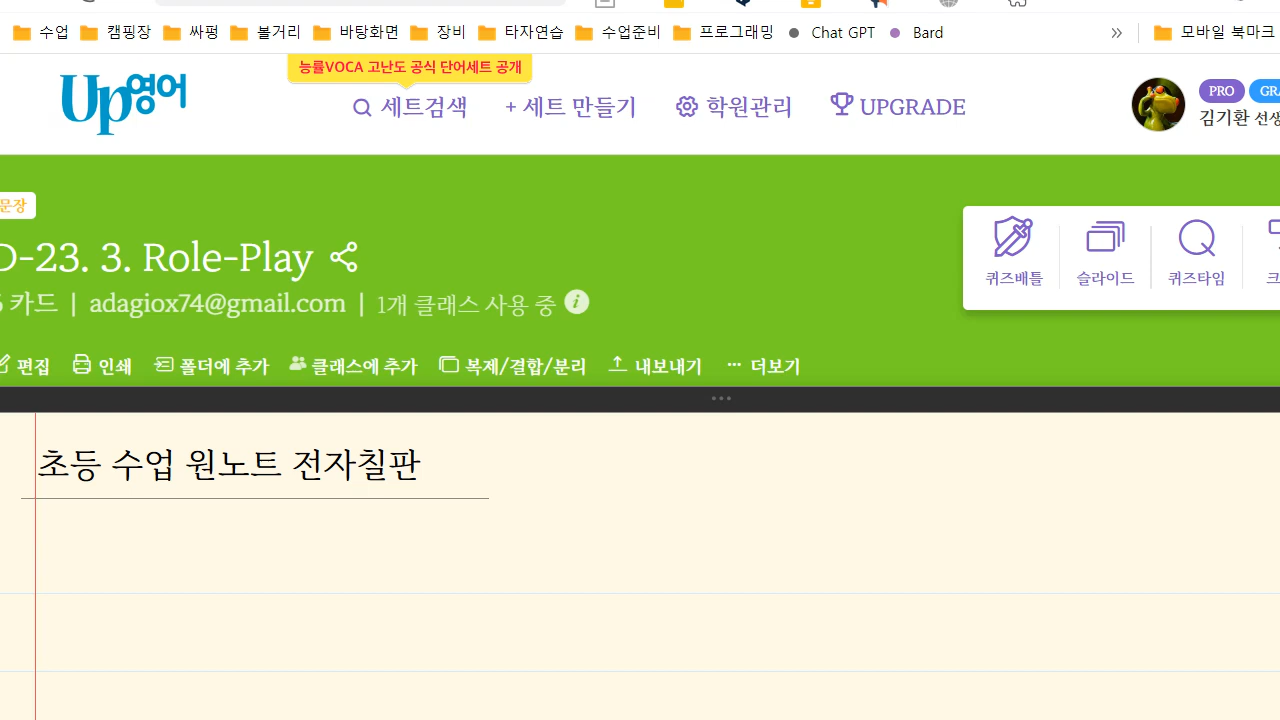 수업 캠핑장 싸펑 볼거리 바탕화면 장비 타자연습 수업준비 프로그래밍 Chat GPT Bard » 모바일 북마크
능률VOCA 고난도 공식 단어세트 공개
Up영어
세트검색 + 세트 만들기 학원관리 UPGRADE
PRO GRA
김기환 선생
문장
D-23. 3. Role-Play
카드 | adagiox74@gmail.com | 1개 클래스 사용 중
퀴즈배틀 슬라이드 퀴즈타임 크
편집 인쇄 폴더에 추가 클래스에 추가 복제/결합/분리 내보내기 ··· 더보기
초등 수업 원노트 전자칠판